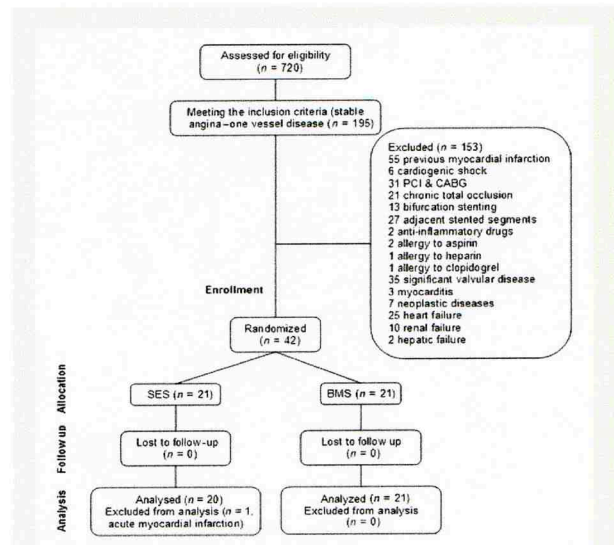 Assessed for eligibility
(n = 720)
Meeting the inclusion criteria (stable
angina–one vessel disease (n = 195)
Excluded (n = 153)
55 previous myocardial infarction
6 cardiogenic shock
31 PCI & CABG
21 chronic total occlusion
13 bifurcation stenting
27 adjacent stented segments
2 anti-inflammatory drugs
2 allergy to aspirin
1 allergy to heparin
1 allergy to clopidogrel
35 significant valvular disease
3 myocarditis
7 neoplastic diseases
25 heart failure
10 renal failure
2 hepatic failure
Enrollment
Randomized
n = 42)
Allocation
SES (n = 21)
BMS (n = 21)
Follow up
Lost to follow-up
(n = 0)
Lost to follow up
(n = 0)
Analysis
Analysed (n = 20)
Excluded from analysis (n = 1,
acute myocardial infarction)
Analyzed (n = 21)
Excluded from analysis
(n = 0)